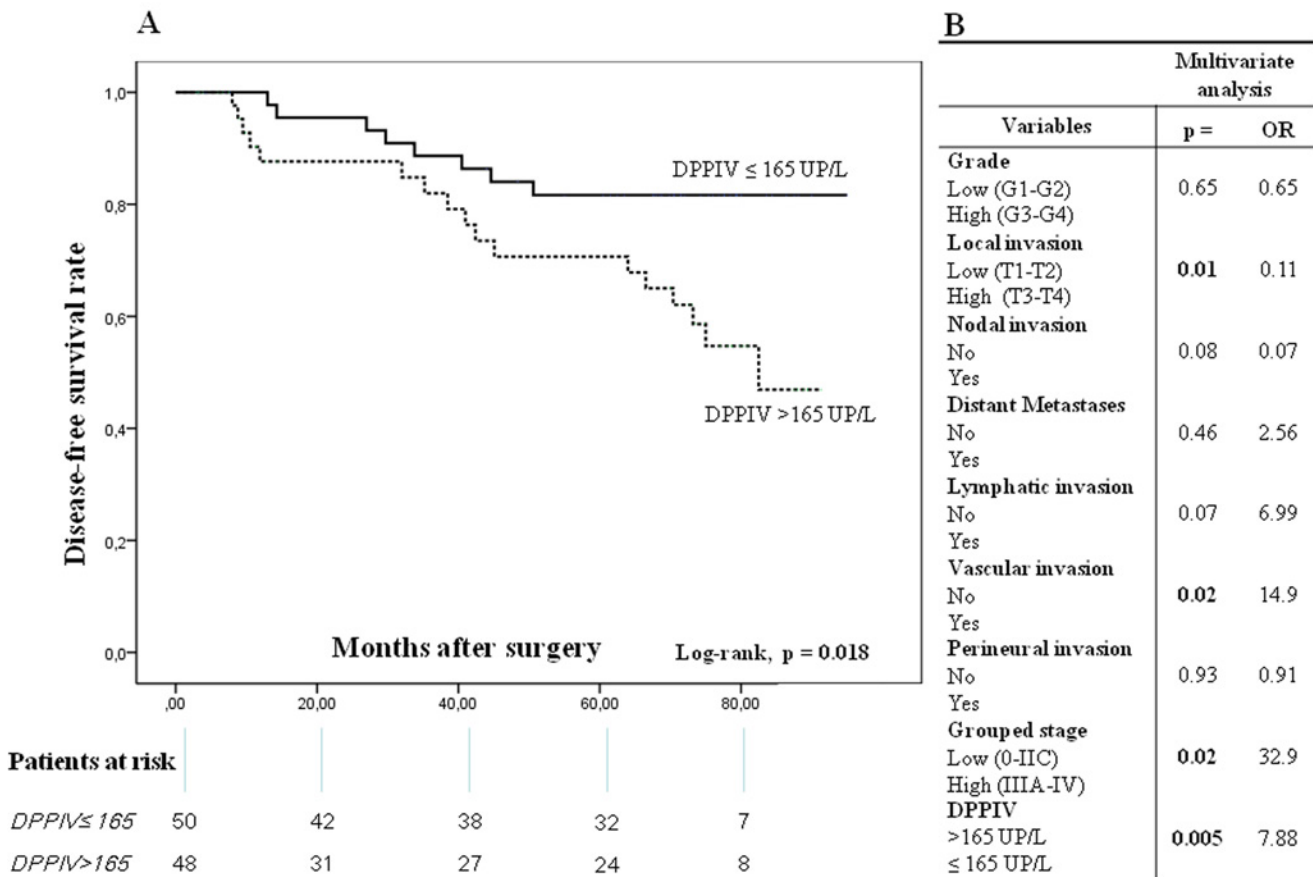 A
1,0
0,8
0,6
0,4
0,2
0,0
Disease-free survival rate
DPPIV ≤ 165 UP/L
DPPIV >165 UP/L
Months after surgery
Log-rank, p = 0.018
,00 20,00 40,00 60,00 80,00
Patients at risk
DPPIV≤ 165 50 42 38 32 7
DPPIV>165 48 31 27 24 8
B
Multivariate
analysis
Variables p = OR
Grade
Low (G1-G2) 0.65 0.65
High (G3-G4)
Local invasion
Low (T1-T2) 0.01 0.11
High (T3-T4)
Nodal invasion
No 0.08 0.07
Yes
Distant Metastases
No 0.46 2.56
Yes
Lymphatic invasion
No 0.07 6.99
Yes
Vascular invasion
No 0.02 14.9
Yes
Perineural invasion
No 0.93 0.91
Yes
Grouped stage
Low (0-IIC) 0.02 32.9
High (IIIA-IV)
DPPIV
>165 UP/L 0.005 7.88
≤ 165 UP/L